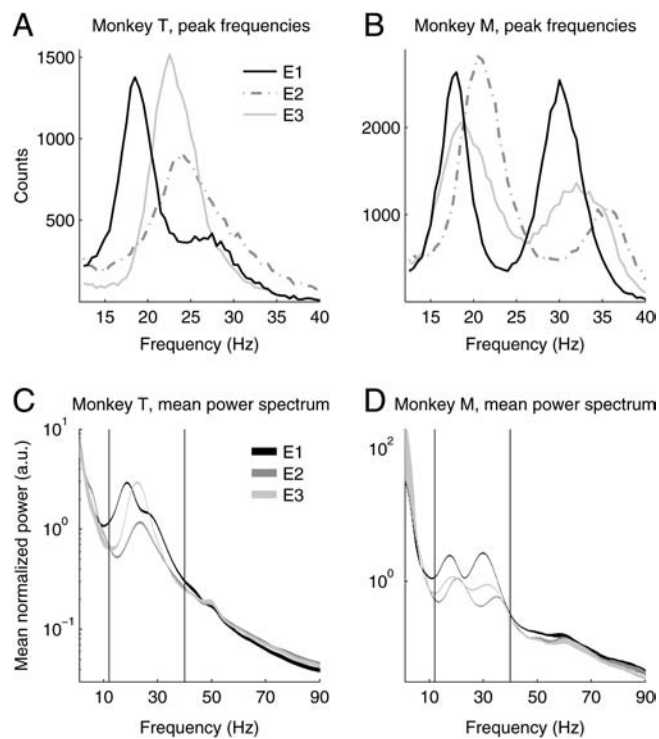 A Monkey T, peak frequencies
E1
E2
E3
1500
1000
500
Counts
15 20 25 30 35 40
Frequency (Hz)
B Monkey M, peak frequencies
2000
1000
15 20 25 30 35 40
Frequency (Hz)
C Monkey T, mean power spectrum
E1
E2
E3
10^1
10^0
10^-1
Mean normalized power (a.u.)
10 30 50 70 90
Frequency (Hz)
D Monkey M, mean power spectrum
10^2
10^0
10 30 50 70 90
Frequency (Hz)